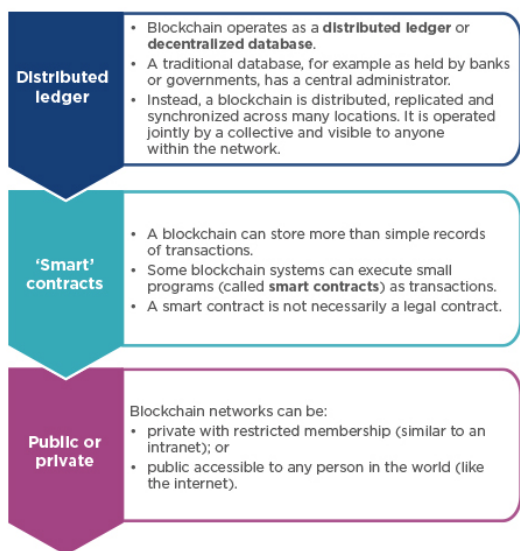 Distributed
ledger
• Blockchain operates as a distributed ledger or
decentralized database.
• A traditional database, for example as held by banks
or governments, has a central administrator.
• Instead, a blockchain is distributed, replicated and
synchronized across many locations. It is operated
jointly by a collective and visible to anyone
within the network.
‘Smart’
contracts
• A blockchain can store more than simple records
of transactions.
• Some blockchain systems can execute small
programs (called smart contracts) as transactions.
• A smart contract is not necessarily a legal contract.
Public or
private
Blockchain networks can be:
• private with restricted membership (similar to an
intranet); or
• public accessible to any person in the world (like
the internet).